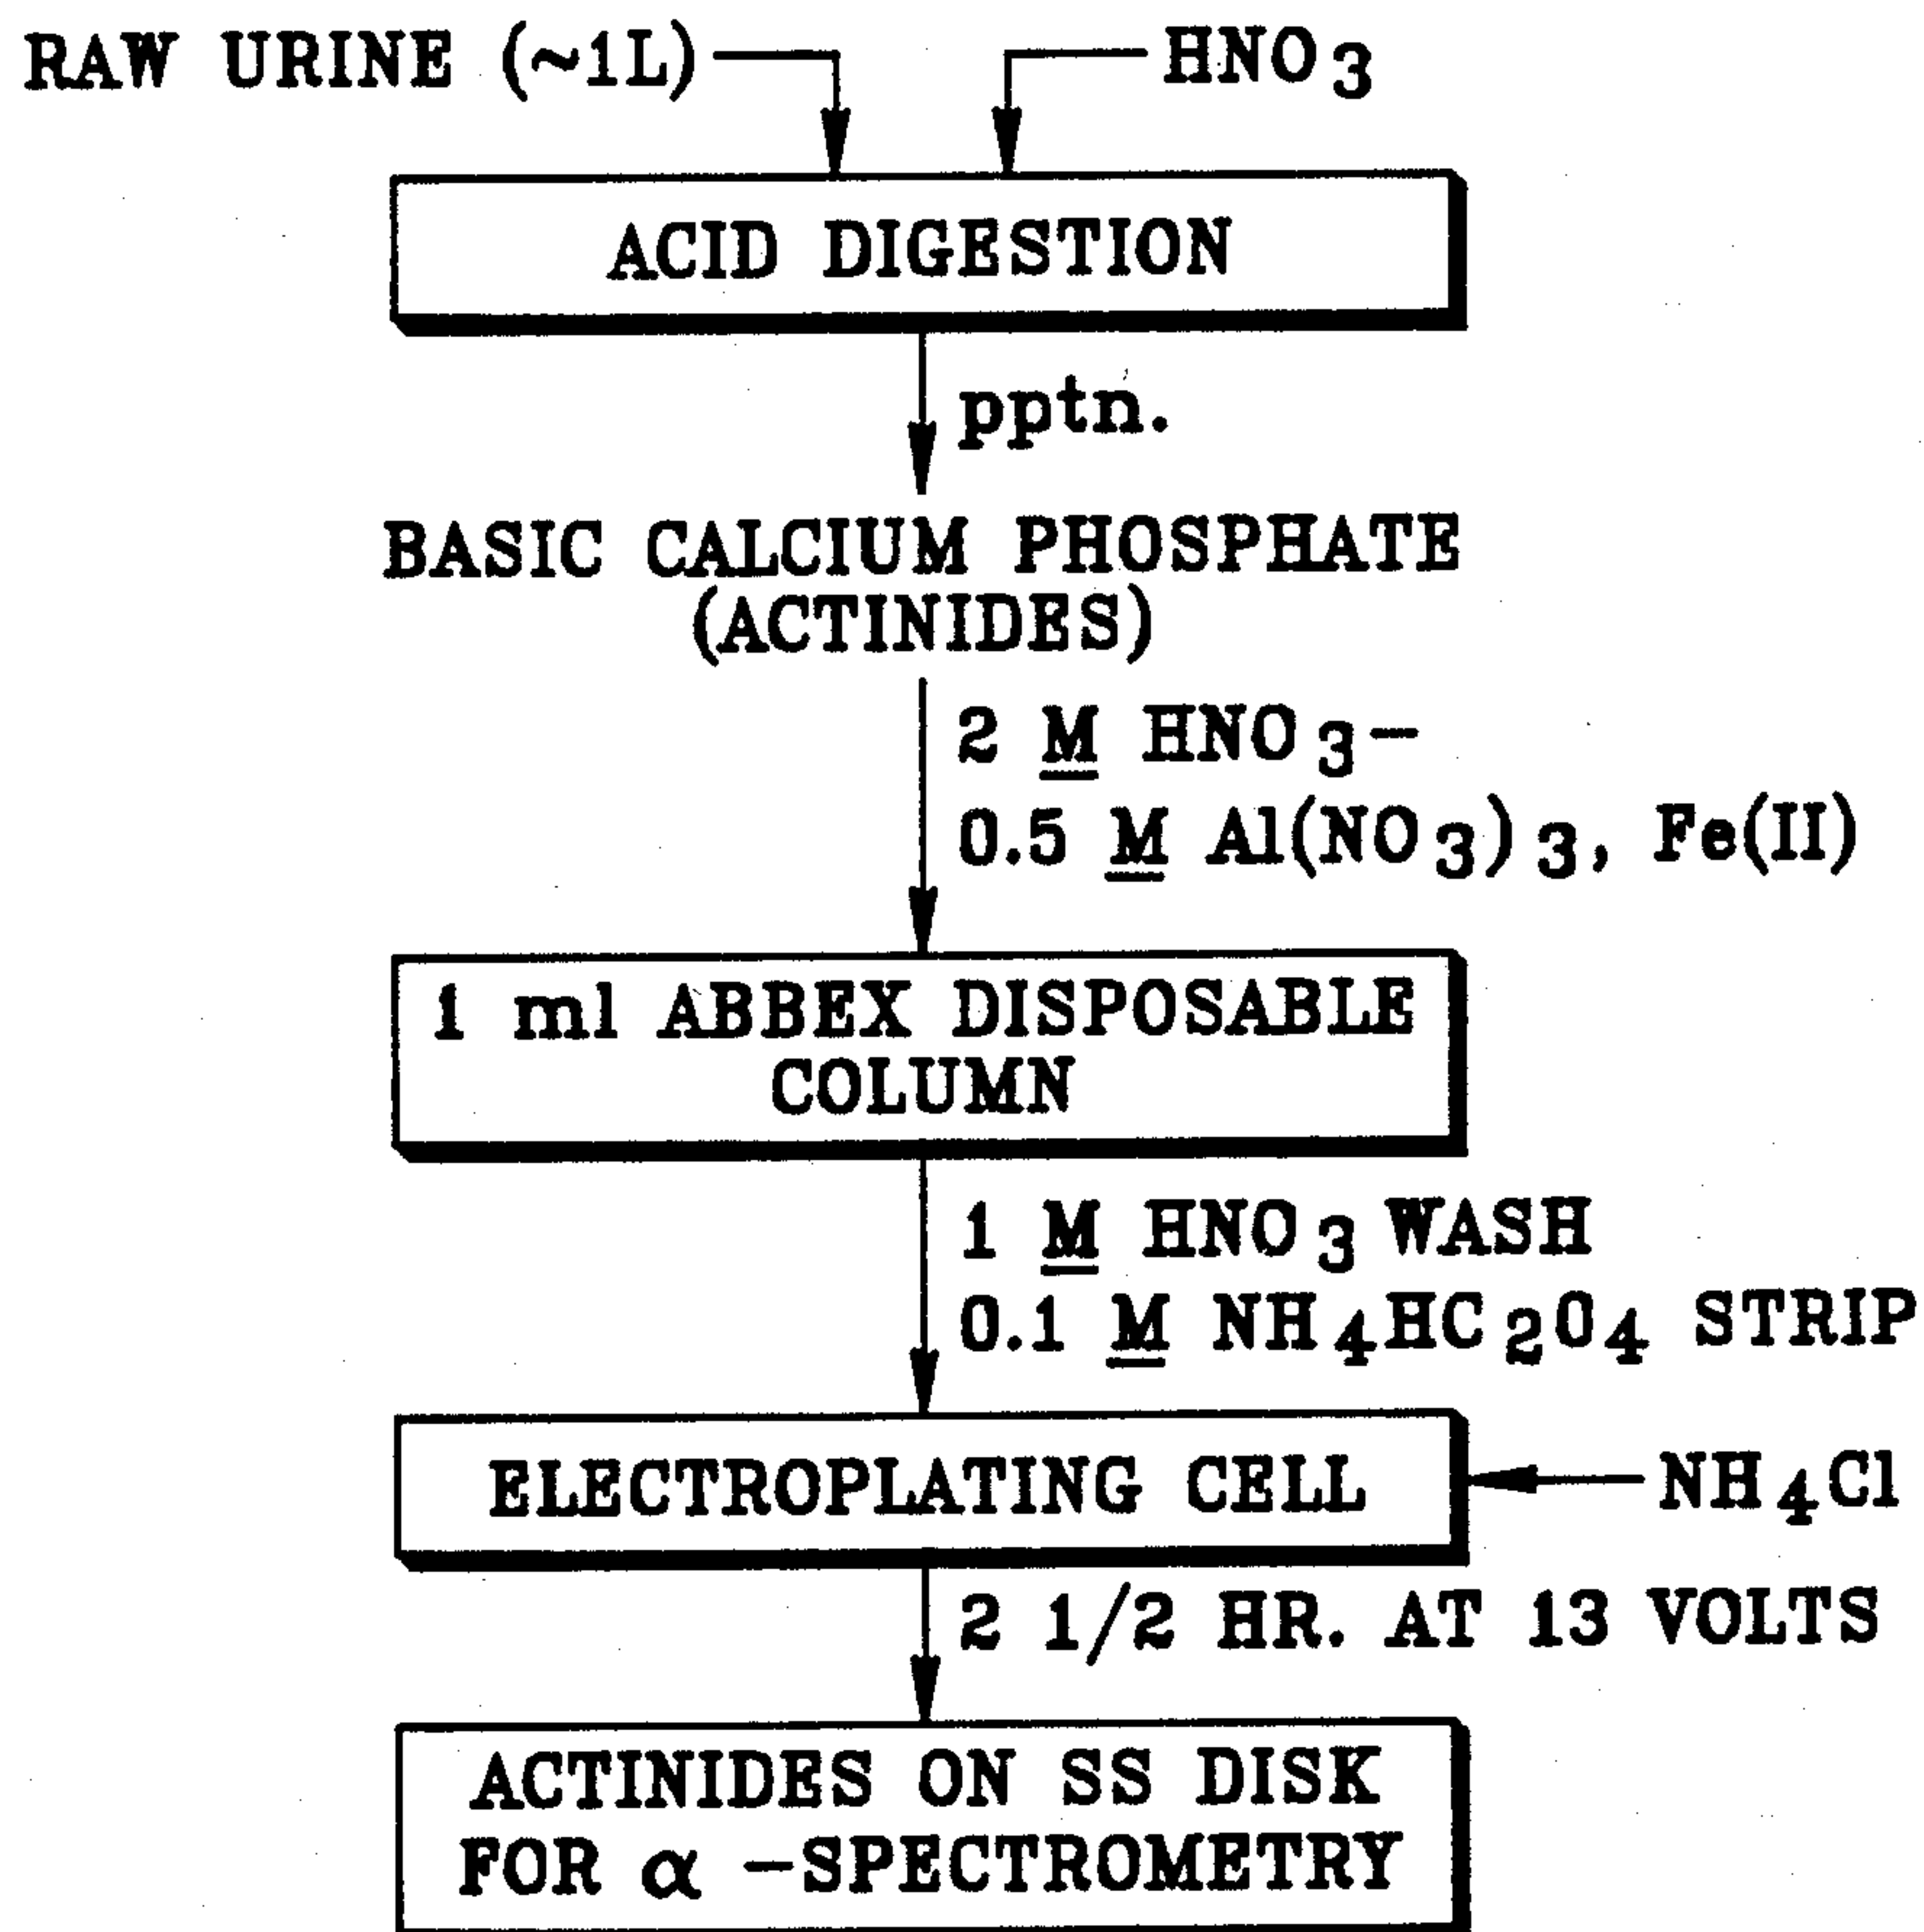 RAW URINE (~1L)
HNO3
ACID DIGESTION
pptn.
BASIC CALCIUM PHOSPHATE
(ACTINIDES)
2 M HNO3-
0.5 M Al(NO3)3, Fe(II)
1 ml ABBEX DISPOSABLE
COLUMN
1 M HNO3 WASH
0.1 M NH4HC2O4 STRIP
ELECTROPLATING CELL
NH4Cl
2 1/2 HR. AT 13 VOLTS
ACTINIDES ON SS DISK
FOR α -SPECTROMETRY